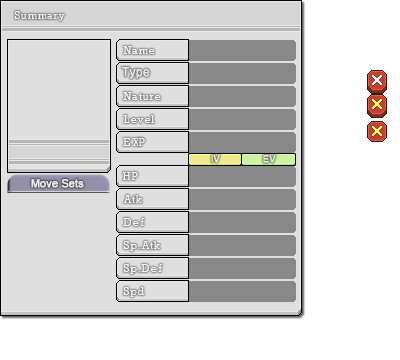 Summary
Name
Type
Nature
Level
EXP
IV EV
HP
Move Sets
Atk
Def
Sp.Atk
Sp.Def
Spd